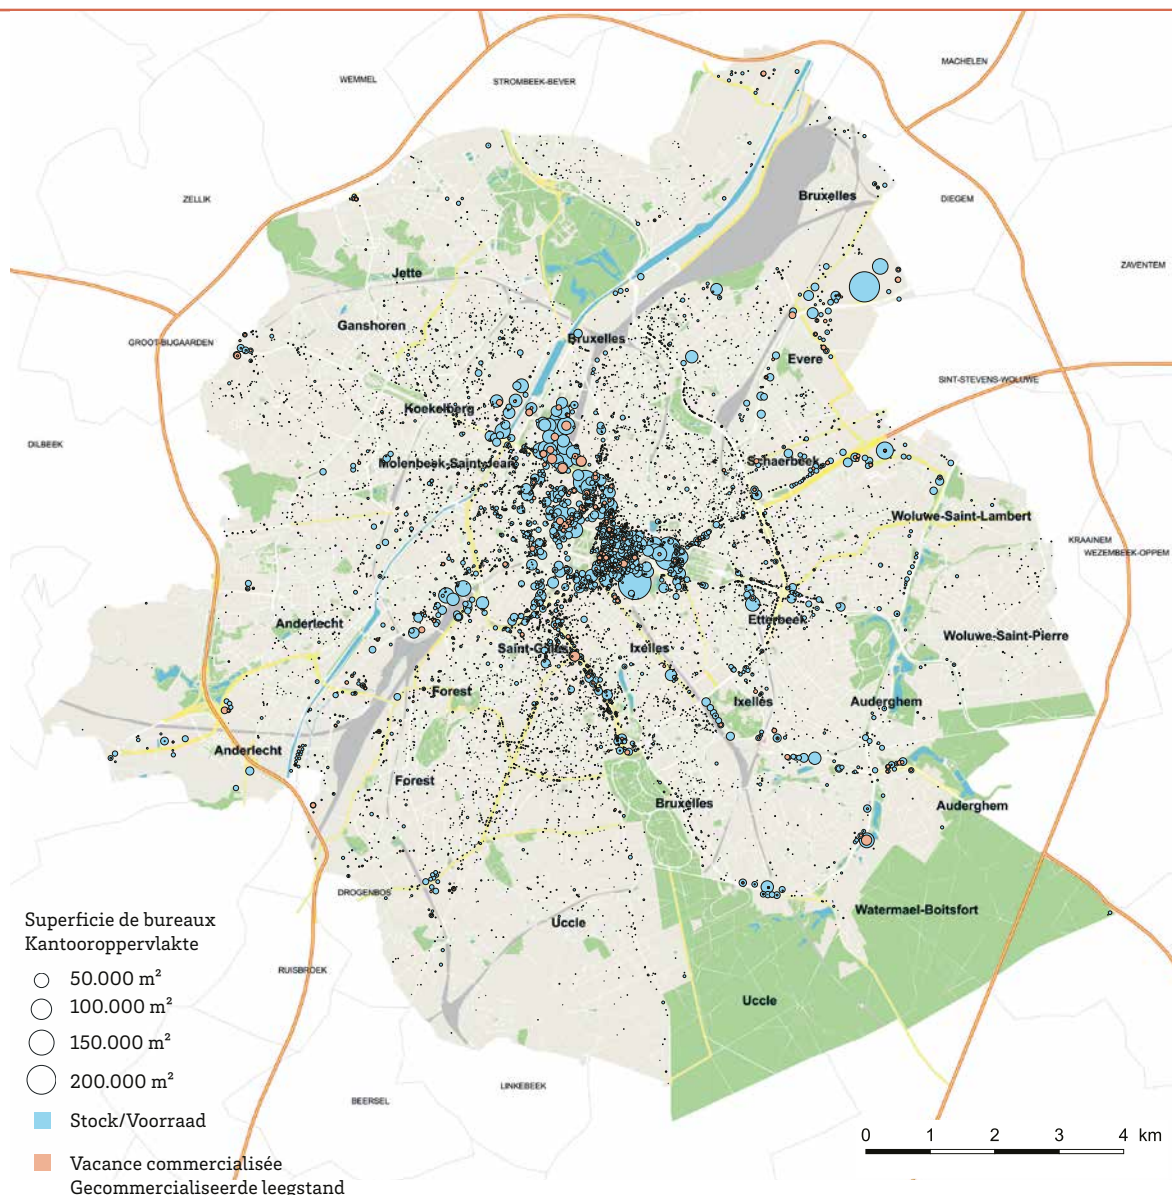 MACHELEN
WEMMEL
STROMBEEK-BEVER
ZELLIK
Bruxelles
DIEGEM
ZAVENTEM
Jette
Ganshoren
Bruxelles
GROOT-BIJGAARDEN
Evere
SINT-STEVENS-WOLUWE
Koekelberg
DILBEEK
Molenbeek-Saint-Jean
Schaerbeek
Woluwe-Saint-Lambert
KRAAINEM
WEZEMBEEK-OPPEM
Anderlecht
Etterbeek
Woluwe-Saint-Pierre
Saint-Gilles
Ixelles
Forest
Ixelles
Auderghem
Anderlecht
Forest
Bruxelles
Auderghem
DROGENBOS
Watermael-Boitsfort
Uccle
RUISBROEK
Uccle
LINKEBEEK
BEERSEL
Superficie de bureaux
Kantooroppervlakte
50.000 m²
100.000 m²
150.000 m²
200.000 m²
Stock/Voorraad
Vacance commercialisée
Gecommercialiseerde leegstand
0 1 2 3 4 km